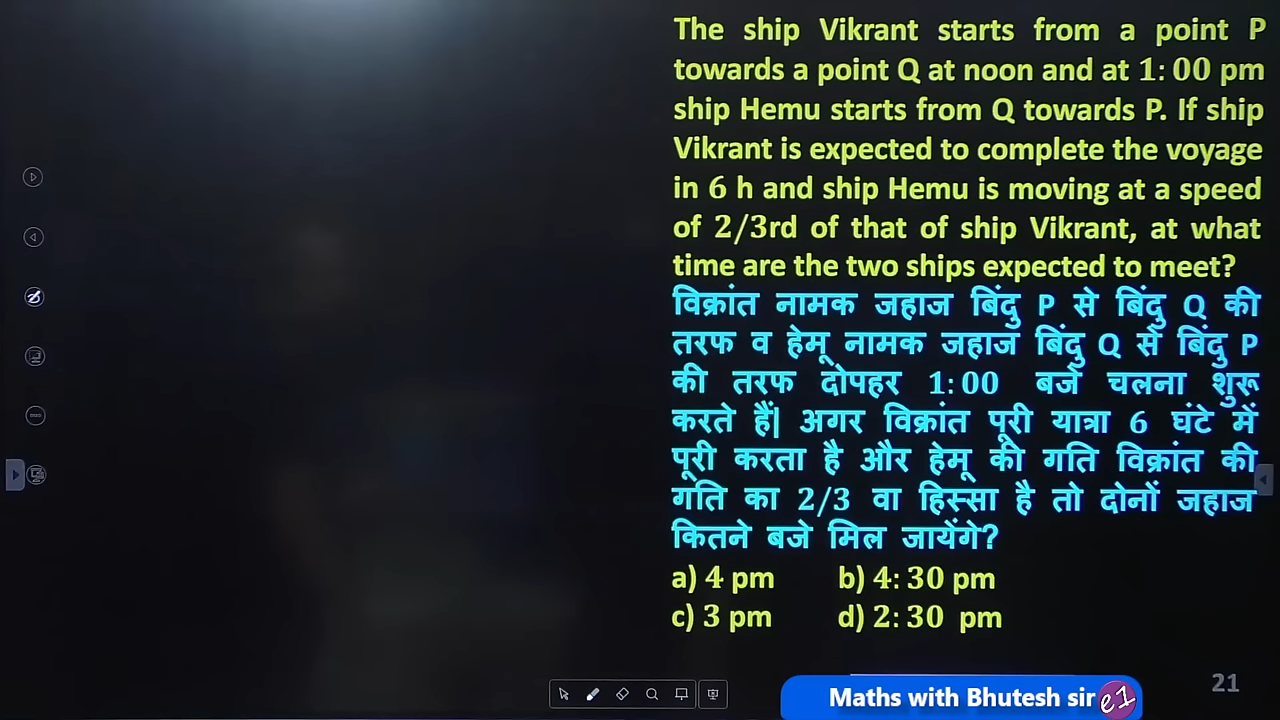 The ship Vikrant starts from a point P
towards a point Q at noon and at 1: 00 pm
ship Hemu starts from Q towards P. If ship
Vikrant is expected to complete the voyage
in 6 h and ship Hemu is moving at a speed
of 2/3rd of that of ship Vikrant, at what
time are the two ships expected to meet?
विक्रांत नामक जहाज बिंदु P से बिंदु Q की
तरफ व हेमू नामक जहाज बिंदु Q से बिंदु P
की तरफ दोपहर 1: 00 बजे चलना शुरू
करते हैं| अगर विक्रांत पूरी यात्रा 6 घंटे में
पूरी करता है और हेमू की गति विक्रांत की
गति का 2/3 वा हिस्सा है तो दोनों जहाज
कितने बजे मिल जायेंगे?
a) 4 pm b) 4: 30 pm
c) 3 pm d) 2: 30 pm
21
Maths with Bhutesh sir e1